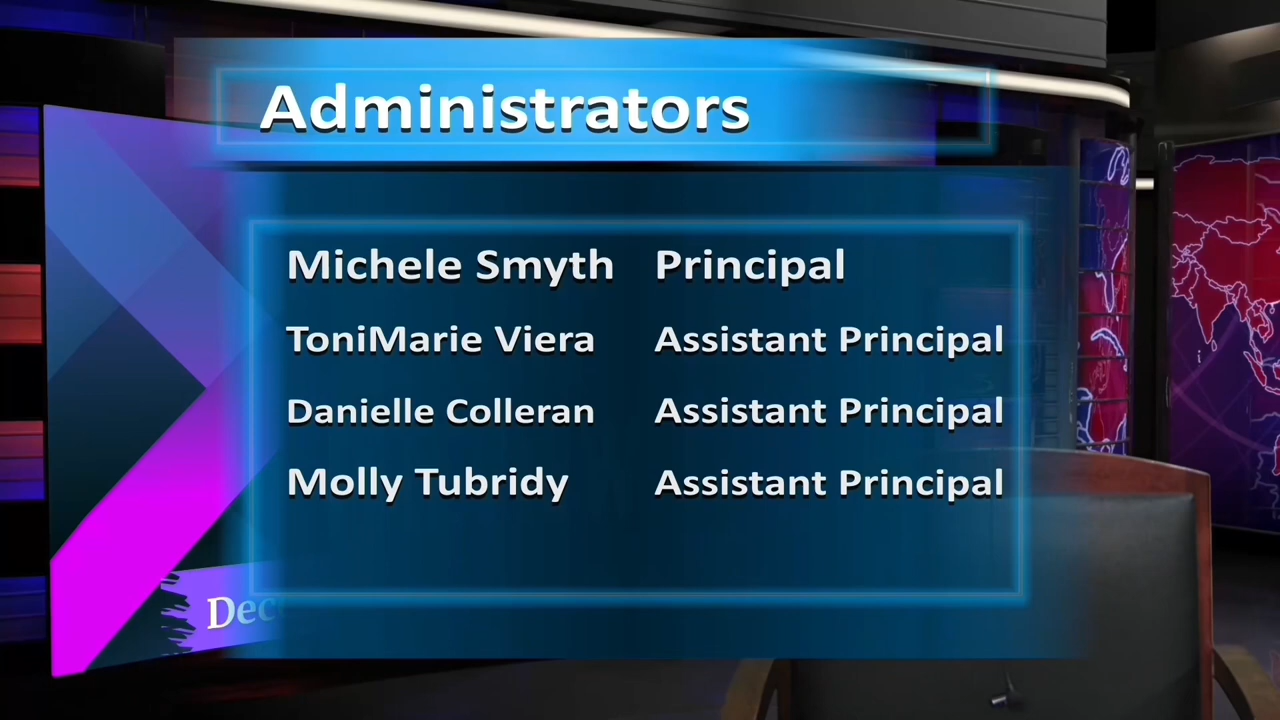 Administrators
Michele Smyth Principal
ToniMarie Viera Assistant Principal
Danielle Colleran Assistant Principal
Molly Tubridy Assistant Principal